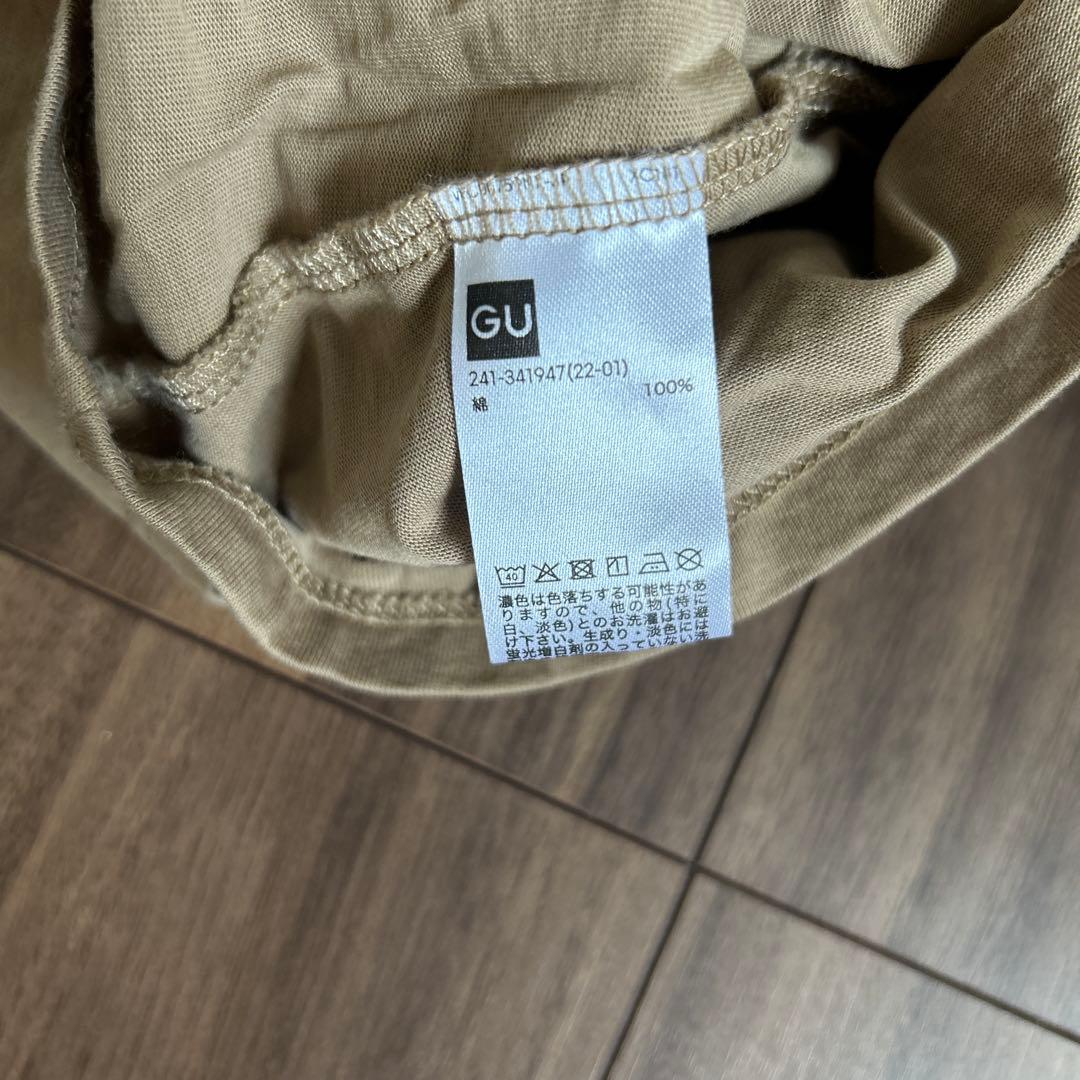 GU
241-341947(22-01)
綿 100%
40
濃色は色落ちする可能性があ
りますので、他の物(特に
白、淡色)とのお洗濯はお避
け下さい。生成り・淡色には
蛍光増白剤の入っていない洗